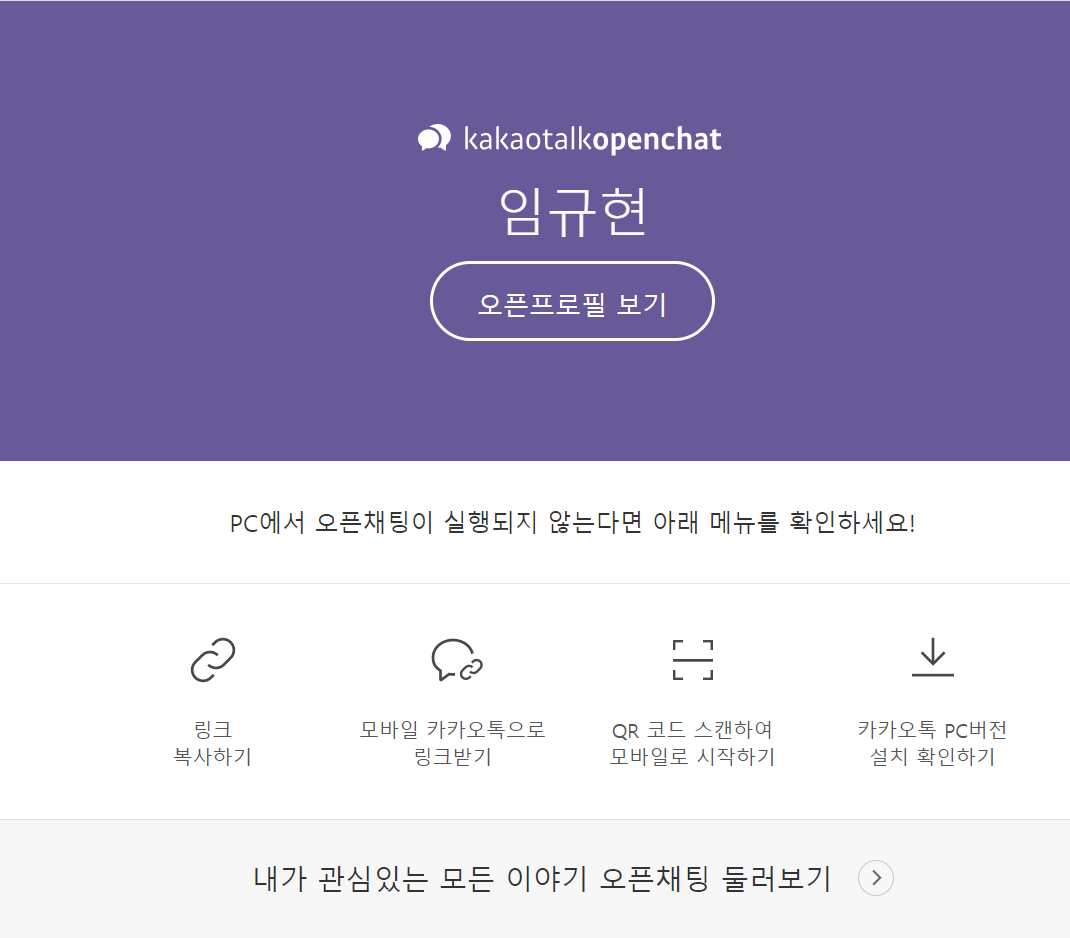 kakaotalkopenchat
임규현
오픈프로필 보기
PC에서 오픈채팅이 실행되지 않는다면 아래 메뉴를 확인하세요!
링크
복사하기
모바일 카카오톡으로
링크받기
QR 코드 스캔하여
모바일로 시작하기
카카오톡 PC버전
설치 확인하기
내가 관심있는 모든 이야기 오픈채팅 둘러보기